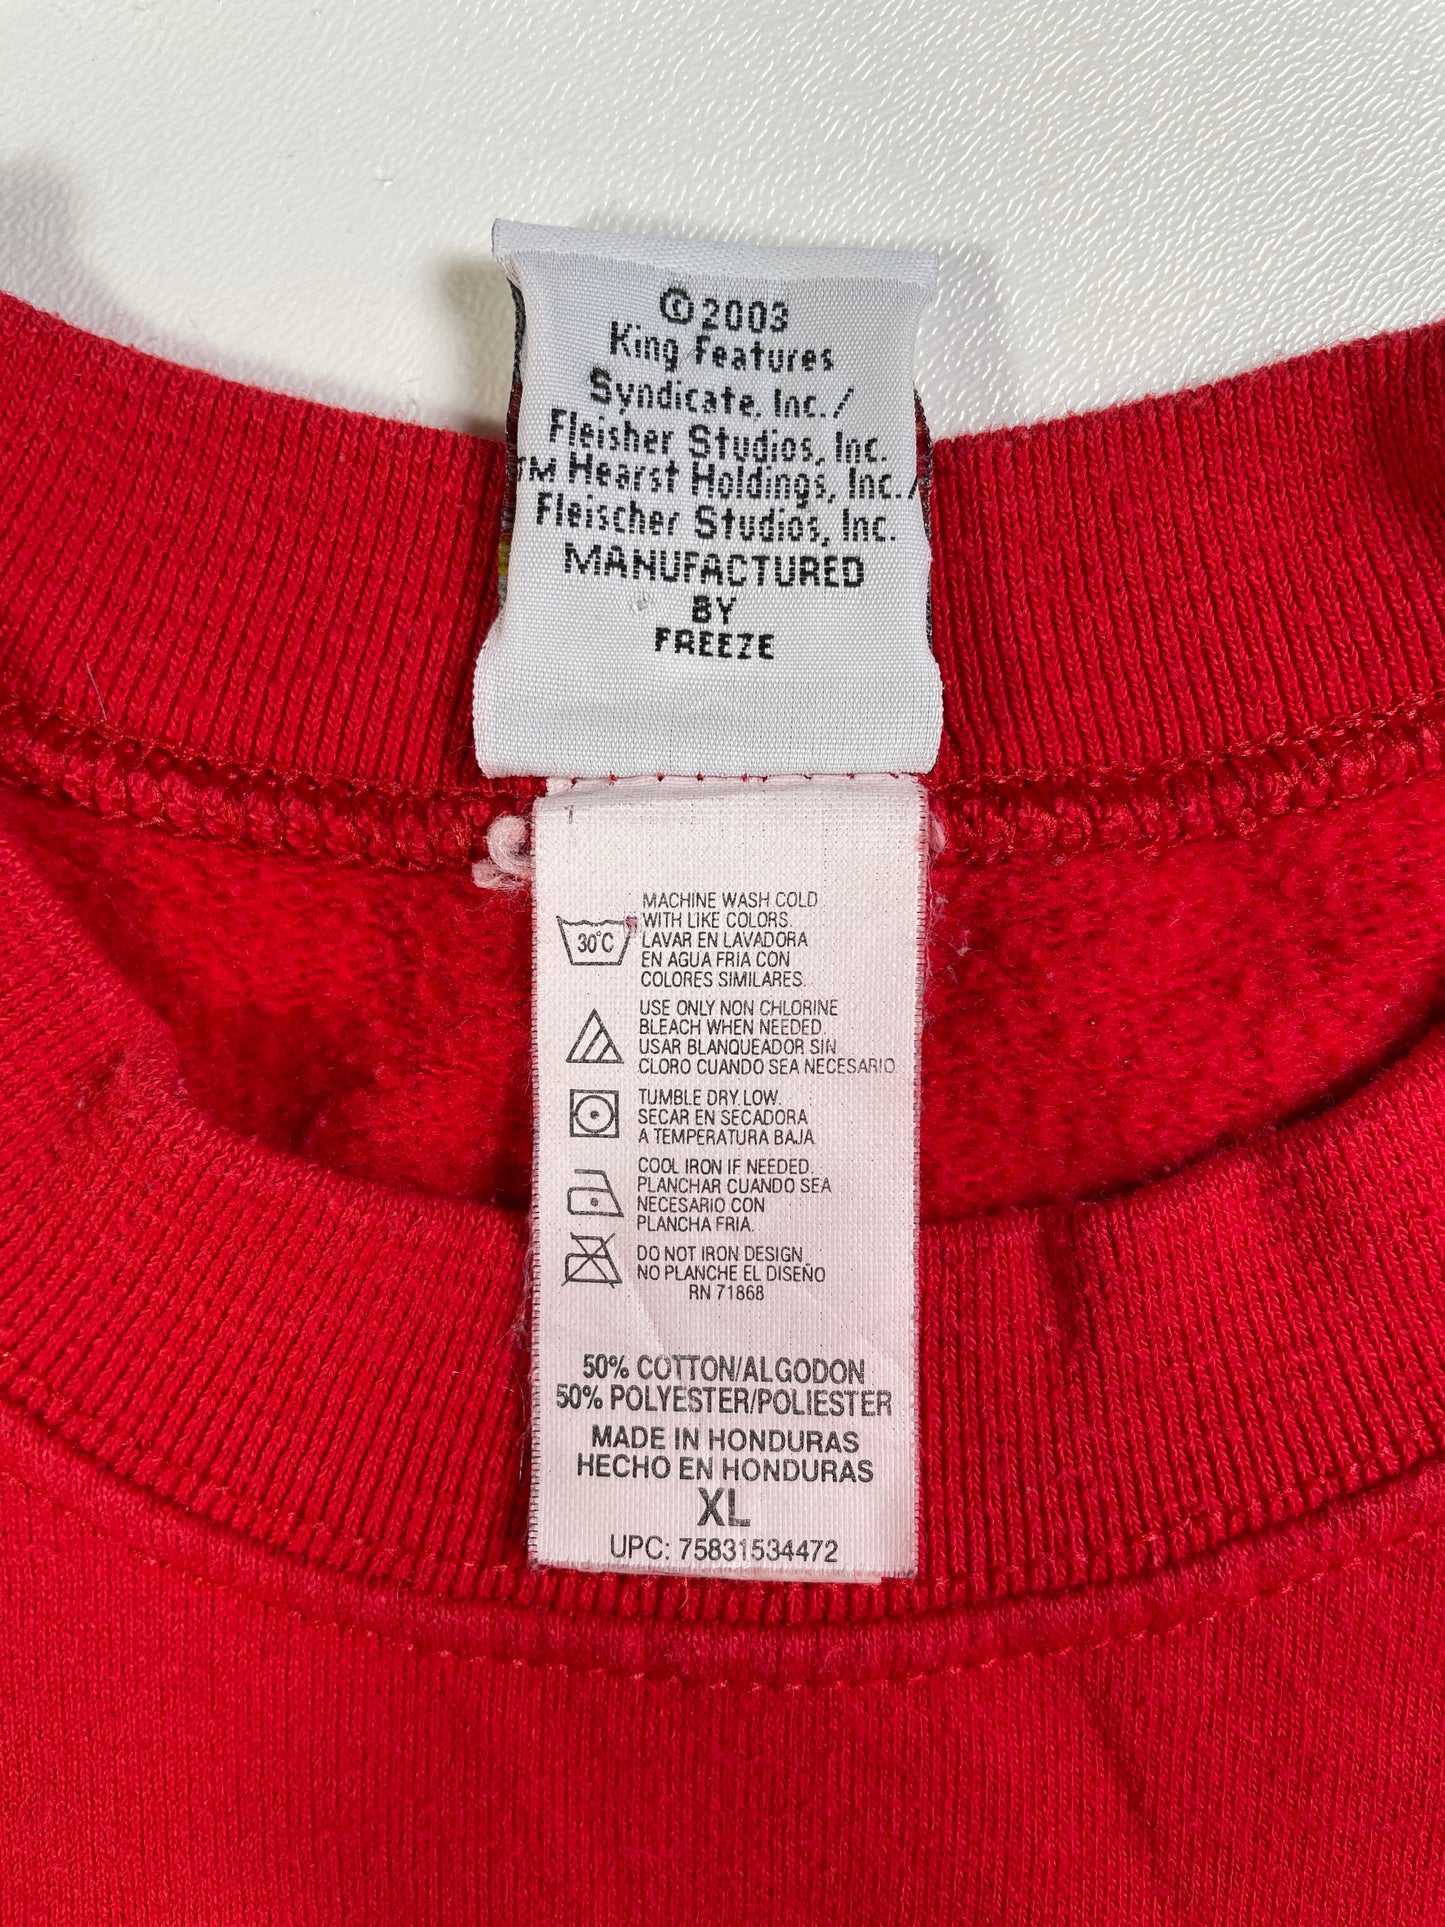 ©2003
King Features
Syndicate, Inc./
Fleisher Studios, Inc.
TM Hearst Holdings, Inc./
Fleischer Studios, Inc.
MANUFACTURED
BY
FREEZE
MACHINE WASH COLD
WITH LIKE COLORS.
30°C
LAVAR EN LAVADORA
EN AGUA FRIA CON
COLORES SIMILARES.
USE ONLY NON CHLORINE
BLEACH WHEN NEEDED.
USAR BLANQUEADOR SIN
CLORO CUANDO SEA NECESARIO
TUMBLE DRY LOW.
SECAR EN SECADORA
A TEMPERATURA BAJA
COOL IRON IF NEEDED.
PLANCHAR CUANDO SEA
NECESARIO CON
PLANCHA FRIA.
DO NOT IRON DESIGN
NO PLANCHE EL DISEÑO
RN 71868
50% COTTON/ALGODON
50% POLYESTER/POLIESTER
MADE IN HONDURAS
HECHO EN HONDURAS
XL
UPC: 75831534472